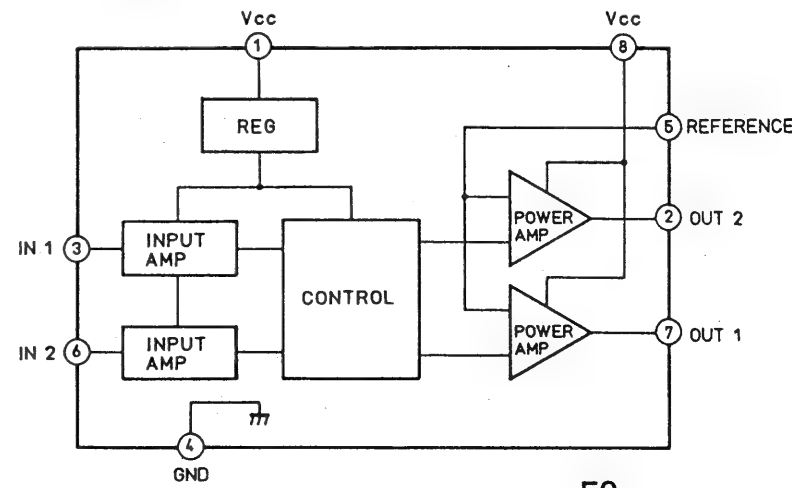 Vcc
Vcc
1
8
REG
5 REFERENCE
POWER
AMP
2 OUT 2
IN 1 3
INPUT
AMP
CONTROL
POWER
AMP
7 OUT 1
IN 2 6
INPUT
AMP
4
GND